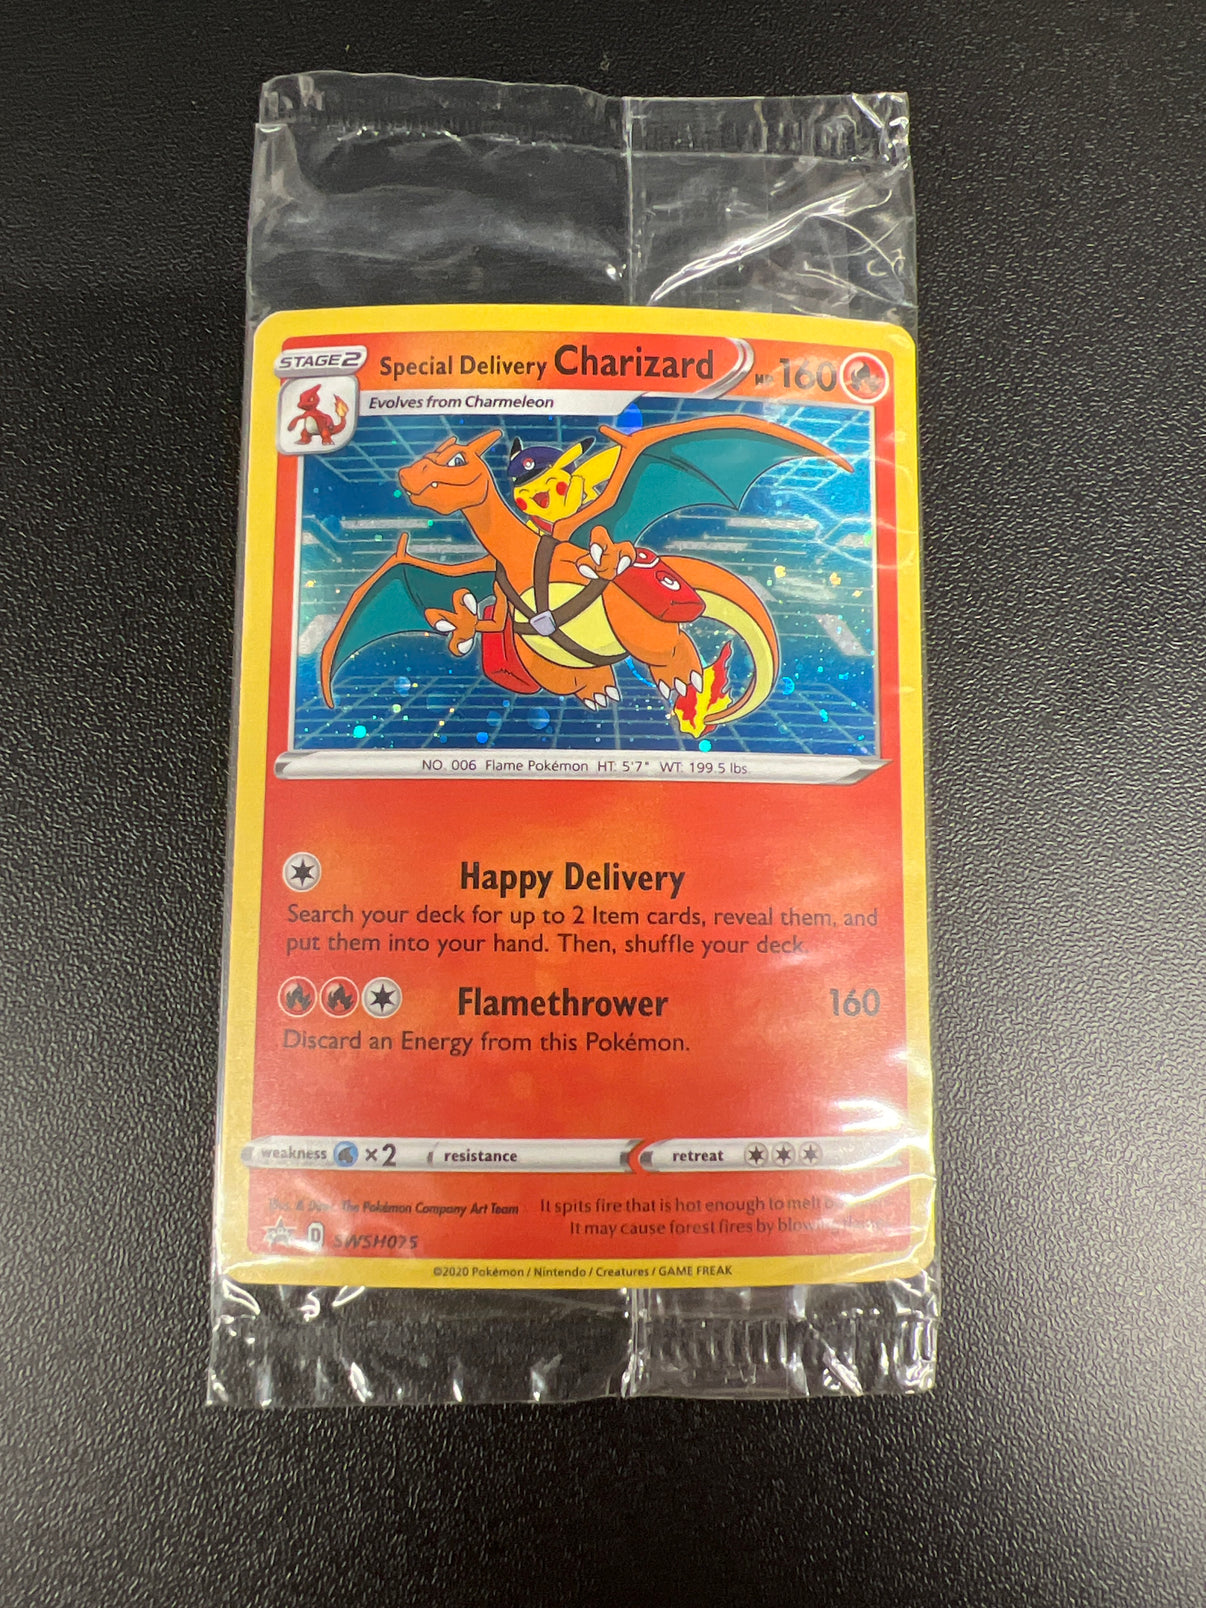 STAGE 2
Special Delivery Charizard
HP 160
Evolves from Charmeleon
NO. 006 Flame Pokémon HT: 5'7" WT: 199.5 lbs.
Happy Delivery
Search your deck for up to 2 Item cards, reveal them, and
put them into your hand. Then, shuffle your deck.
Flamethrower 160
Discard an Energy from this Pokémon.
weakness ×2 resistance retreat
The Pokémon Company Art Team
It spits fire that is hot enough to melt
It may cause forest fires by blowing
D SWSH075
©2020 Pokémon / Nintendo / Creatures / GAME FREAK